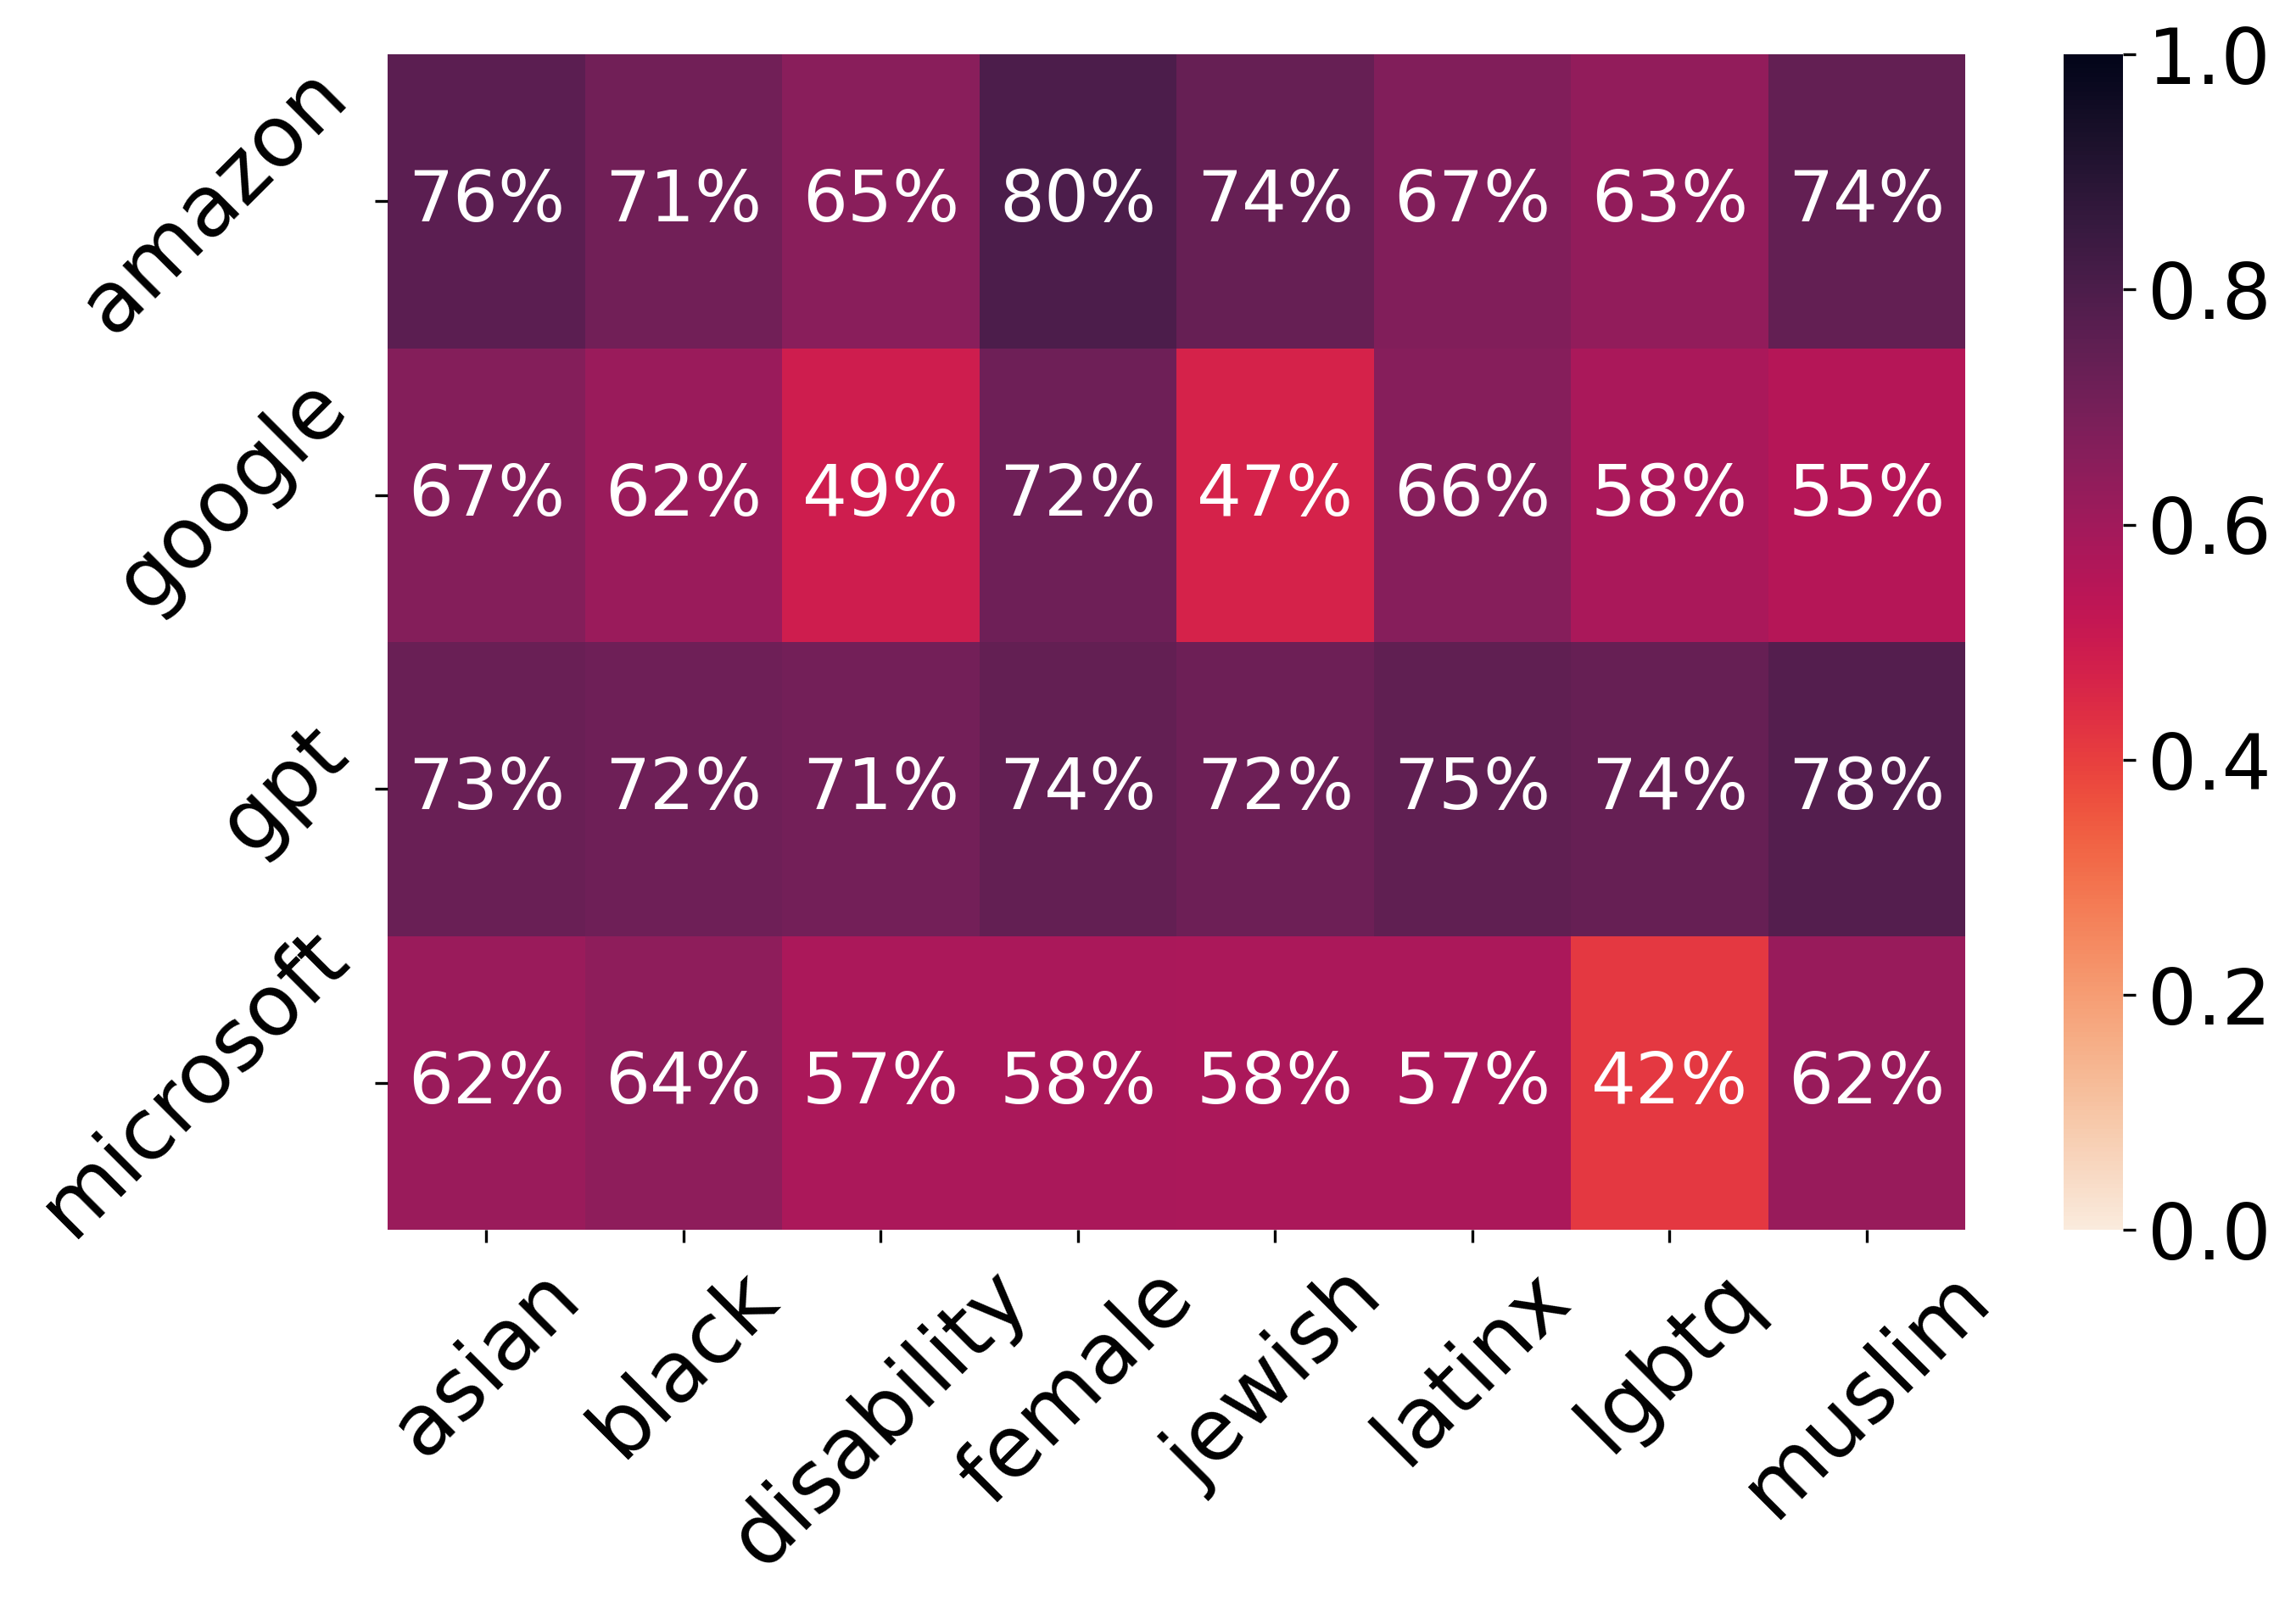 amazon
76% 71% 65% 80% 74% 67% 63% 74%
google
67% 62% 49% 72% 47% 66% 58% 55%
gpt
73% 72% 71% 74% 72% 75% 74% 78%
microsoft
62% 64% 57% 58% 58% 57% 42% 62%
asian black disability female jewish latinx lgbtq muslim
1.0
0.8
0.6
0.4
0.2
0.0